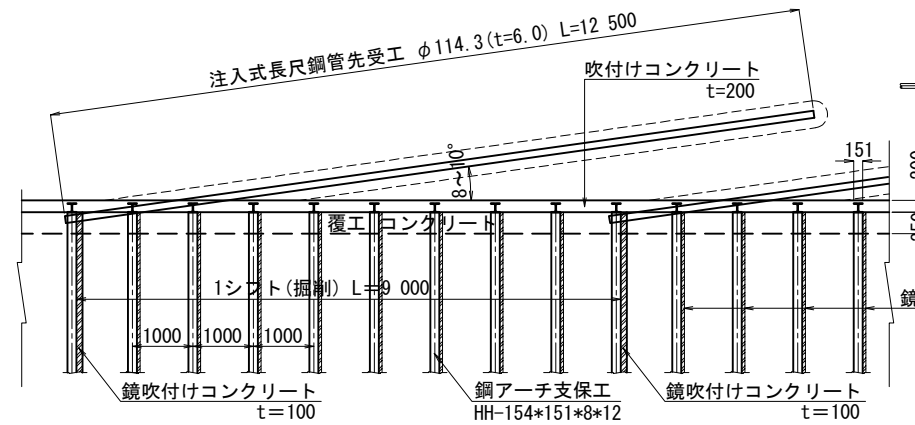 注入式長尺鋼管先受工 φ114.3(t=6.0) L=12 500
吹付けコンクリート
t=200
151
8~10°
覆工コンクリート
1シフト(掘削) L=9 000
1000
1000
1000
鏡吹付けコンクリート
t=100
鋼アーチ支保工
HH-154*151*8*12
鏡吹付けコンクリート
t=100
鏡